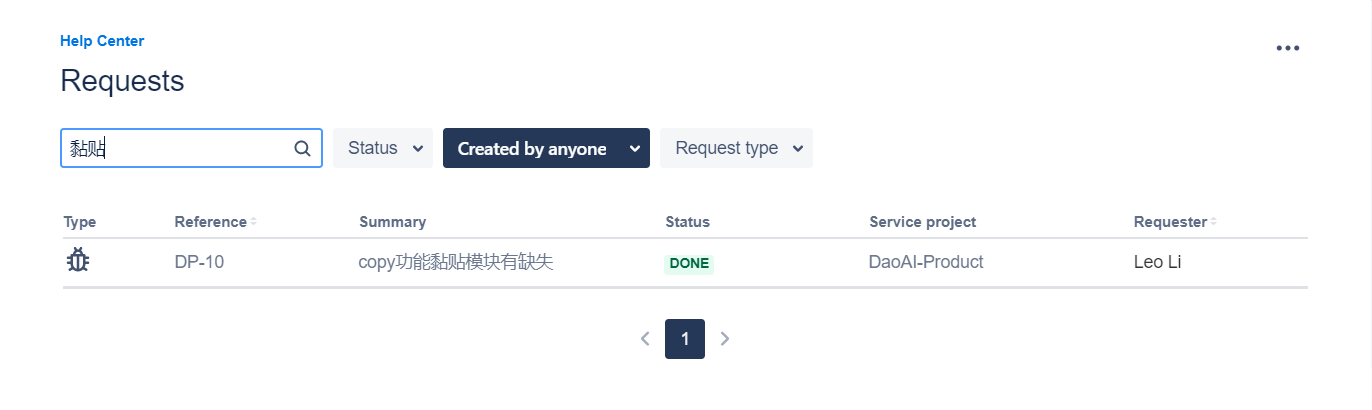 Help Center
Requests
黏贴
Status
Created by anyone
Request type
Type Reference Summary Status Service project Requester
DP-10 copy功能黏贴模块有缺失 DONE DaoAI-Product Leo Li
1